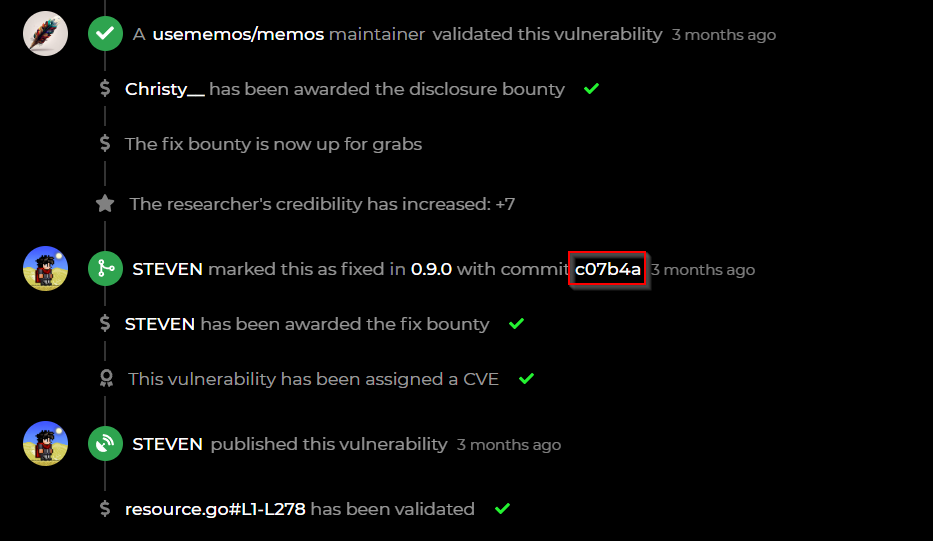 A usememos/memos maintainer validated this vulnerability 3 months ago
$ Christy__ has been awarded the disclosure bounty
$ The fix bounty is now up for grabs
The researcher's credibility has increased: +7
STEVEN marked this as fixed in 0.9.0 with commit c07b4a 3 months ago
$ STEVEN has been awarded the fix bounty
This vulnerability has been assigned a CVE
STEVEN published this vulnerability 3 months ago
$ resource.go#L1-L278 has been validated